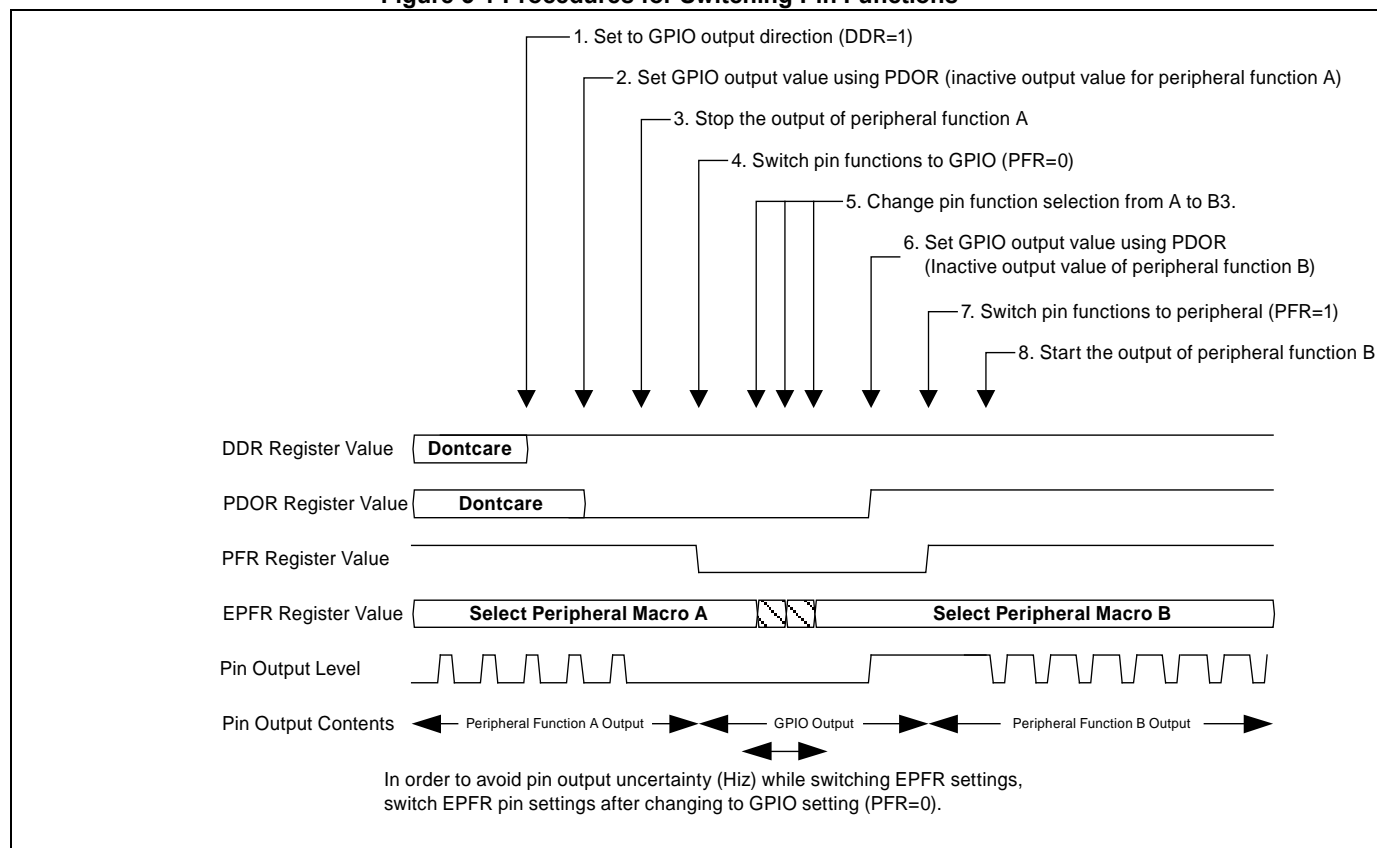 Figure 3-1 Procedures for Switching Pin Functions
1. Set to GPIO output direction (DDR=1)
2. Set GPIO output value using PDOR (inactive output value for peripheral function A)
3. Stop the output of peripheral function A
4. Switch pin functions to GPIO (PFR=0)
5. Change pin function selection from A to B3.
6. Set GPIO output value using PDOR
(Inactive output value of peripheral function B)
7. Switch pin functions to peripheral (PFR=1)
8. Start the output of peripheral function B
DDR Register Value Dontcare
PDOR Register Value Dontcare
PFR Register Value
EPFR Register Value Select Peripheral Macro A Select Peripheral Macro B
Pin Output Level
Pin Output Contents Peripheral Function A Output GPIO Output Peripheral Function B Output
In order to avoid pin output uncertainty (Hiz) while switching EPFR settings,
switch EPFR pin settings after changing to GPIO setting (PFR=0).